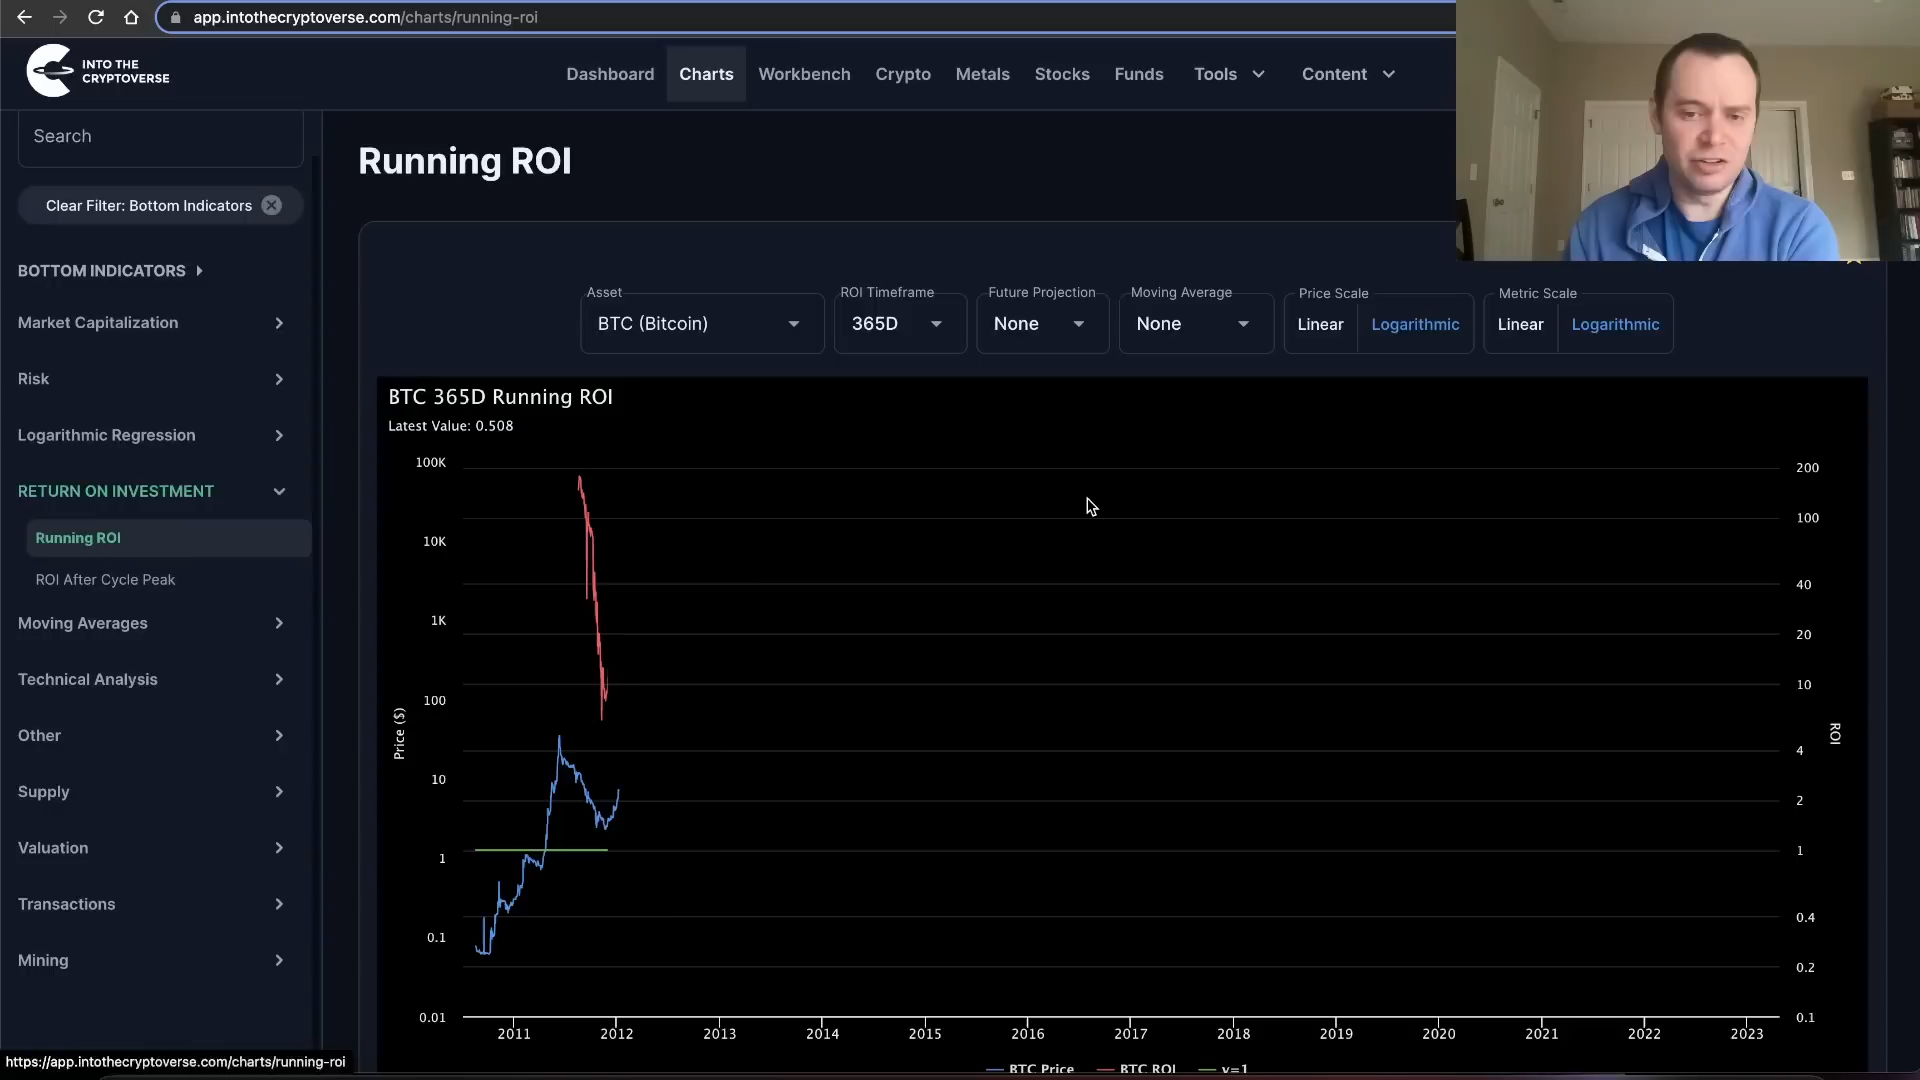 app.intothecryptoverse.com/charts/running-roi
INTO THE
CRYPTOVERSE
Dashboard
Charts
Workbench
Crypto
Metals
Stocks
Funds
Tools
Content
Search
Clear Filter: Bottom Indicators
BOTTOM INDICATORS
Market Capitalization
Risk
Logarithmic Regression
RETURN ON INVESTMENT
Running ROI
ROI After Cycle Peak
Moving Averages
Technical Analysis
Other
Supply
Valuation
Transactions
Mining
https://app.intothecryptoverse.com/charts/running-roi
Running ROI
Asset
BTC (Bitcoin)
ROI Timeframe
365D
Future Projection
None
Moving Average
None
Price Scale
Linear
Logarithmic
Metric Scale
Linear
Logarithmic
BTC 365D Running ROI
Latest Value: 0.508
100K
10K
1K
100
10
1
0.1
0.01
Price ($)
200
100
40
20
10
4
2
1
0.4
0.2
0.1
ROI
2011
2012
2013
2014
2015
2016
2017
2018
2019
2020
2021
2022
2023
BTC Price
BTC ROI
y=1